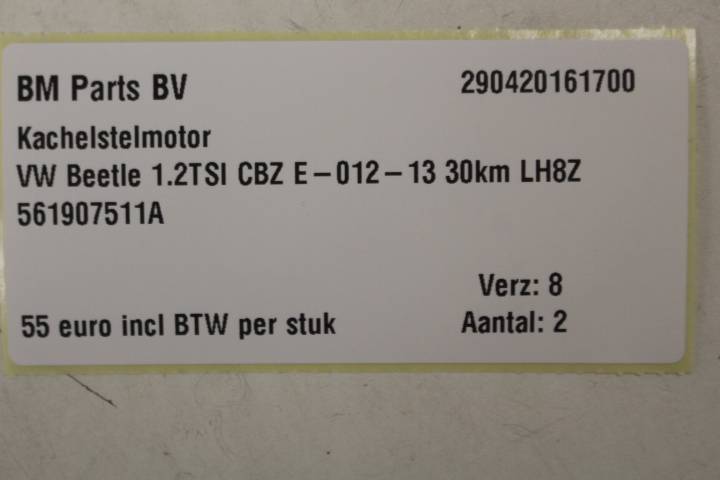 BM Parts BV 290420161700
Kachelstelmotor
VW Beetle 1.2TSI CBZ E-012-13 30km LH8Z
561907511A
Verz: 8
55 euro incl BTW per stuk Aantal: 2